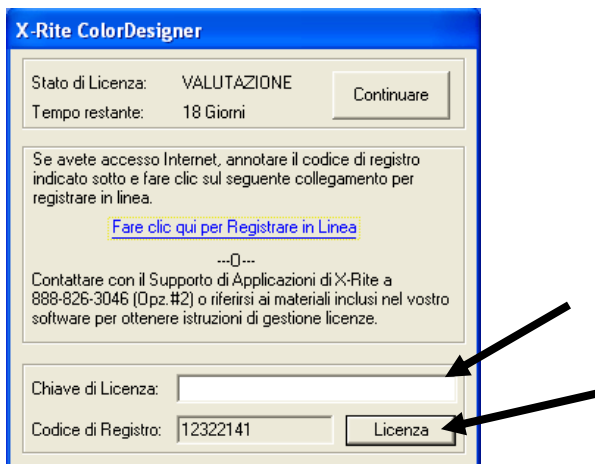 X-Rite ColorDesigner
Stato di Licenza: VALUTAZIONE
Continuare
Tempo restante: 18 Giorni
Se avete accesso Internet, annotare il codice di registro
indicato sotto e fare clic sul seguente collegamento per
registrare in linea.
Fare clic qui per Registrare in Linea
---O---
Contattare con il Supporto di Applicazioni di X-Rite a
888-826-3046 (Opz.#2) o riferirsi ai materiali inclusi nel vostro
software per ottenere istruzioni di gestione licenze.
Chiave di Licenza:
Codice di Registro: 12322141 Licenza